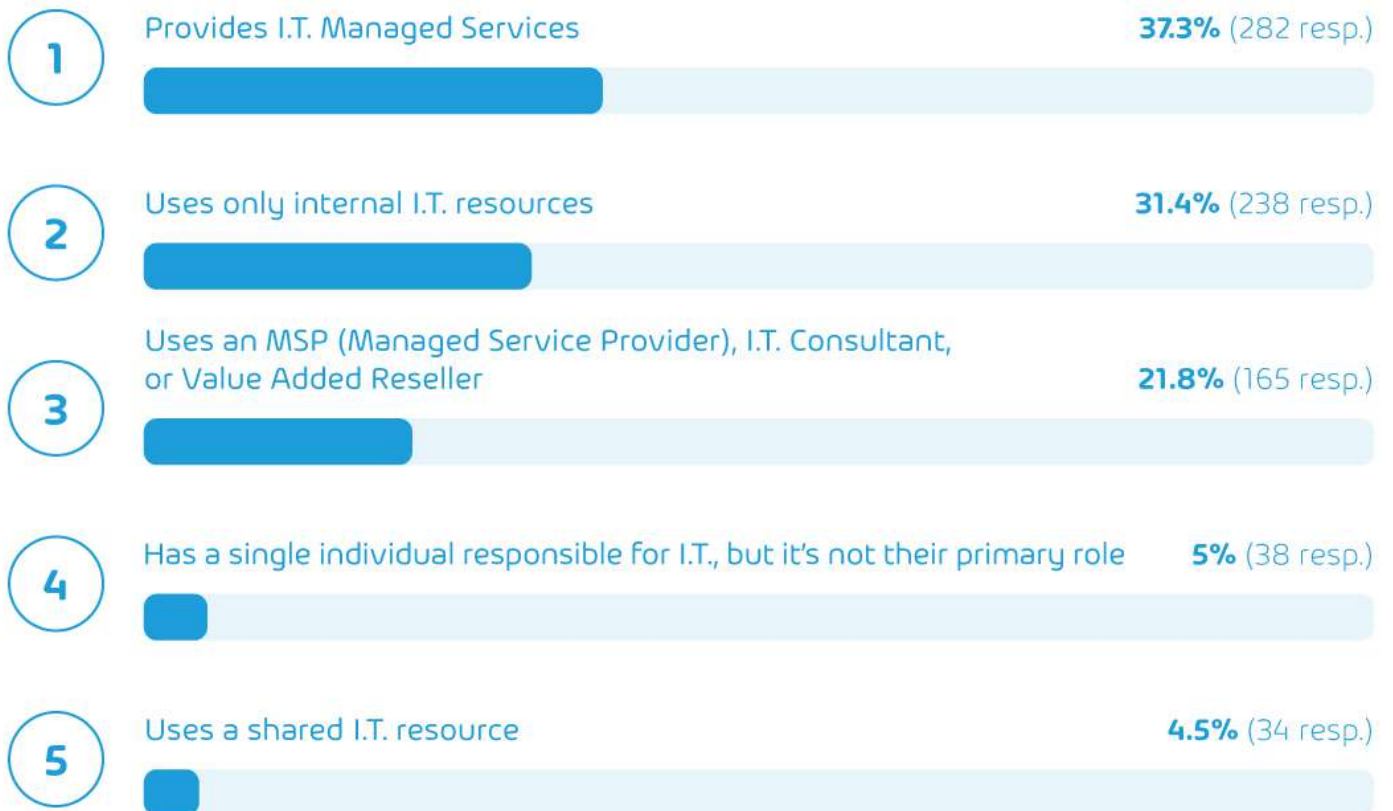 1
Provides I.T. Managed Services 37.3% (282 resp.)
2
Uses only internal I.T. resources 31.4% (238 resp.)
3
Uses an MSP (Managed Service Provider), I.T. Consultant,
or Value Added Reseller 21.8% (165 resp.)
4
Has a single individual responsible for I.T., but it's not their primary role 5% (38 resp.)
5
Uses a shared I.T. resource 4.5% (34 resp.)